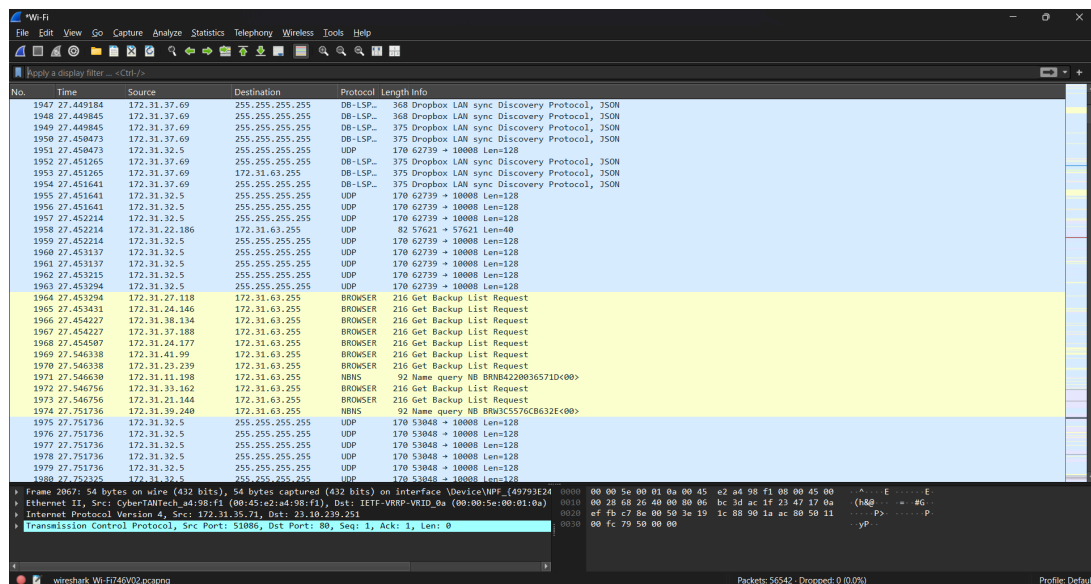 *Wi-Fi
File Edit View Go Capture Analyze Statistics Telephony Wireless Tools Help
Apply a display filter ... <Ctrl-/>
No. Time Source Destination Protocol Length Info
1947 27.449184 172.31.37.69 255.255.255.255 DB-LSP… 368 Dropbox LAN sync Discovery Protocol, JSON
1948 27.449845 172.31.37.69 255.255.255.255 DB-LSP… 368 Dropbox LAN sync Discovery Protocol, JSON
1949 27.449845 172.31.37.69 255.255.255.255 DB-LSP… 375 Dropbox LAN sync Discovery Protocol, JSON
1950 27.450473 172.31.37.69 255.255.255.255 DB-LSP… 375 Dropbox LAN sync Discovery Protocol, JSON
1951 27.450473 172.31.32.5 255.255.255.255 UDP 170 62739 → 10008 Len=128
1952 27.451265 172.31.37.69 255.255.255.255 DB-LSP… 375 Dropbox LAN sync Discovery Protocol, JSON
1953 27.451265 172.31.37.69 172.31.63.255 DB-LSP… 375 Dropbox LAN sync Discovery Protocol, JSON
1954 27.451641 172.31.37.69 255.255.255.255 DB-LSP… 375 Dropbox LAN sync Discovery Protocol, JSON
1955 27.451641 172.31.32.5 255.255.255.255 UDP 170 62739 → 10008 Len=128
1956 27.451641 172.31.32.5 255.255.255.255 UDP 170 62739 → 10008 Len=128
1957 27.452214 172.31.32.5 255.255.255.255 UDP 170 62739 → 10008 Len=128
1958 27.452214 172.31.22.186 172.31.63.255 UDP 82 57621 → 57621 Len=40
1959 27.452214 172.31.32.5 255.255.255.255 UDP 170 62739 → 10008 Len=128
1960 27.453137 172.31.32.5 255.255.255.255 UDP 170 62739 → 10008 Len=128
1961 27.453137 172.31.32.5 255.255.255.255 UDP 170 62739 → 10008 Len=128
1962 27.453215 172.31.32.5 255.255.255.255 UDP 170 62739 → 10008 Len=128
1963 27.453294 172.31.32.5 255.255.255.255 UDP 170 62739 → 10008 Len=128
1964 27.453294 172.31.27.118 172.31.63.255 BROWSER 216 Get Backup List Request
1965 27.453431 172.31.24.146 172.31.63.255 BROWSER 216 Get Backup List Request
1966 27.454227 172.31.38.134 172.31.63.255 BROWSER 216 Get Backup List Request
1967 27.454227 172.31.37.188 172.31.63.255 BROWSER 216 Get Backup List Request
1968 27.454507 172.31.24.177 172.31.63.255 BROWSER 216 Get Backup List Request
1969 27.546338 172.31.41.99 172.31.63.255 BROWSER 216 Get Backup List Request
1970 27.546338 172.31.23.239 172.31.63.255 BROWSER 216 Get Backup List Request
1971 27.546630 172.31.11.198 172.31.63.255 NBNS 92 Name query NB BRNB4220036571D<00>
1972 27.546756 172.31.33.162 172.31.63.255 BROWSER 216 Get Backup List Request
1973 27.546756 172.31.21.144 172.31.63.255 BROWSER 216 Get Backup List Request
1974 27.751736 172.31.39.240 172.31.63.255 NBNS 92 Name query NB BRW3C5576CB632E<00>
1975 27.751736 172.31.32.5 255.255.255.255 UDP 170 53048 → 10008 Len=128
1976 27.751736 172.31.32.5 255.255.255.255 UDP 170 53048 → 10008 Len=128
1977 27.751736 172.31.32.5 255.255.255.255 UDP 170 53048 → 10008 Len=128
1978 27.751736 172.31.32.5 255.255.255.255 UDP 170 53048 → 10008 Len=128
1979 27.751736 172.31.32.5 255.255.255.255 UDP 170 53048 → 10008 Len=128
1980 27.752325 172.31.32.5 255.255.255.255 UDP 170 53048 → 10008 Len=128
Frame 2067: 54 bytes on wire (432 bits), 54 bytes captured (432 bits) on interface \Device\NPF_{49793E24
Ethernet II, Src: CyberTANTech_a4:98:f1 (00:45:e2:a4:98:f1), Dst: IETF-VRRP-VRID_0a (00:00:5e:00:01:0a)
Internet Protocol Version 4, Src: 172.31.35.71, Dst: 23.10.239.251
Transmission Control Protocol, Src Port: 51086, Dst Port: 80, Seq: 1, Ack: 1, Len: 0
0000 00 00 5e 00 01 0a 00 45 e2 a4 98 f1 08 00 45 00 ··^····E ······E·
0010 00 28 68 26 40 00 80 06 bc 3d ac 1f 23 47 17 0a ·(h&@··· ·=··#G··
0020 ef fb c7 8e 00 50 3e 19 1c 88 90 1a ac 80 50 11 ·····P>· ······P·
0030 00 fc 79 50 00 00 ··yP··
wireshark_Wi-Fi746V02.pcapng Packets: 56542 · Dropped: 0 (0.0%) Profile: Defau